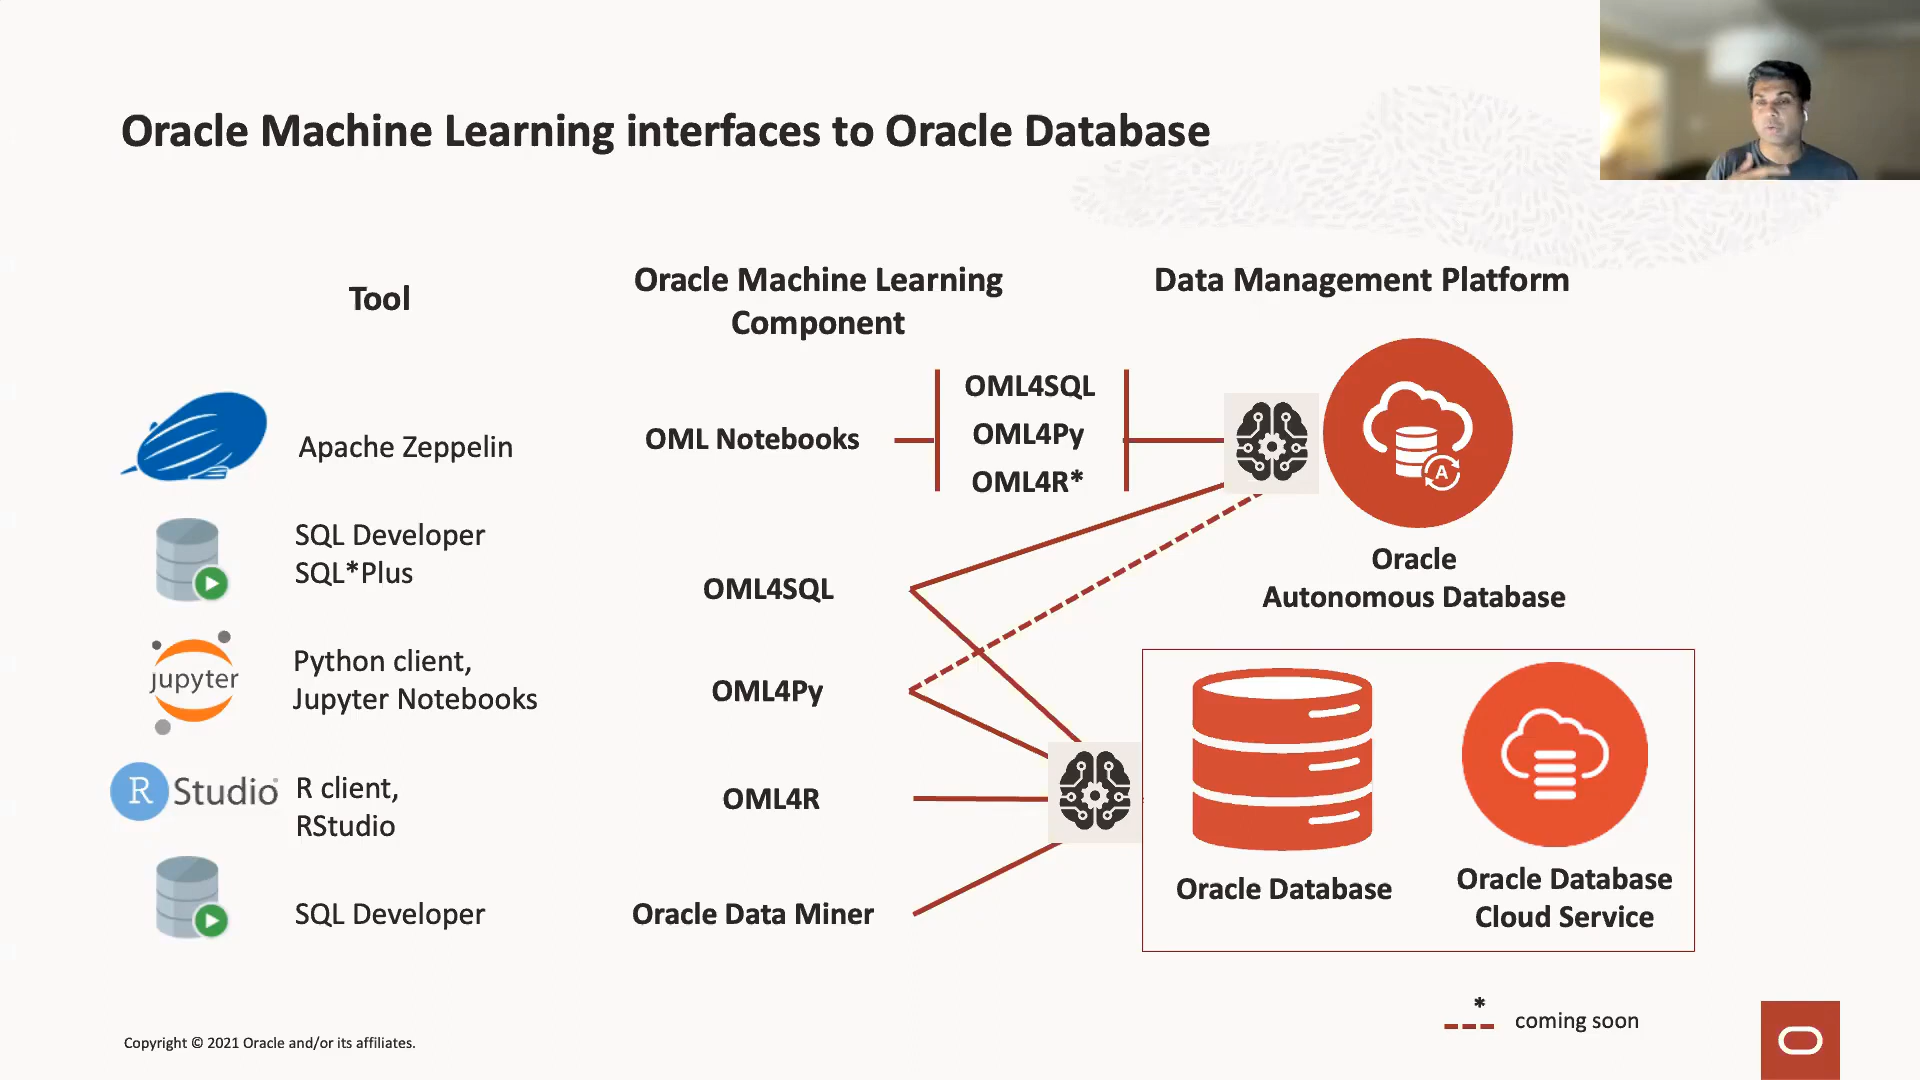 Oracle Machine Learning interfaces to Oracle Database
Tool
Oracle Machine Learning
Component
Data Management Platform
Apache Zeppelin
OML Notebooks
OML4SQL
OML4Py
OML4R*
A
Oracle
Autonomous Database
SQL Developer
SQL*Plus
OML4SQL
jupyter
Python client,
Jupyter Notebooks
OML4Py
R Studio
R client,
RStudio
OML4R
SQL Developer
Oracle Data Miner
Oracle Database
Oracle Database
Cloud Service
*
coming soon
Copyright © 2021 Oracle and/or its affiliates.